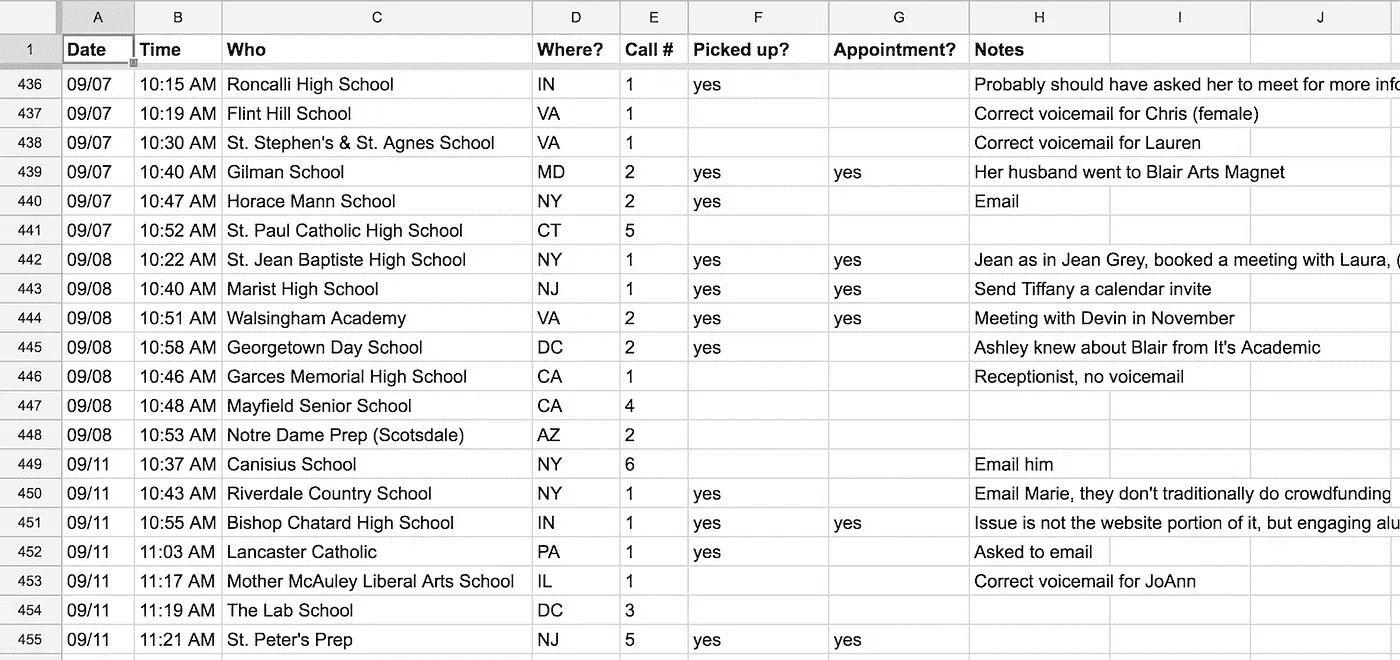 A B C D E F G H I J
1 Date Time Who Where? Call # Picked up? Appointment? Notes
436 09/07 10:15 AM Roncalli High School IN 1 yes Probably should have asked her to meet for more info
437 09/07 10:19 AM Flint Hill School VA 1 Correct voicemail for Chris (female)
438 09/07 10:30 AM St. Stephen's & St. Agnes School VA 1 Correct voicemail for Lauren
439 09/07 10:40 AM Gilman School MD 2 yes yes Her husband went to Blair Arts Magnet
440 09/07 10:47 AM Horace Mann School NY 2 yes Email
441 09/07 10:52 AM St. Paul Catholic High School CT 5
442 09/08 10:22 AM St. Jean Baptiste High School NY 1 yes yes Jean as in Jean Grey, booked a meeting with Laura, (
443 09/08 10:40 AM Marist High School NJ 1 yes yes Send Tiffany a calendar invite
444 09/08 10:51 AM Walsingham Academy VA 2 yes yes Meeting with Devin in November
445 09/08 10:58 AM Georgetown Day School DC 2 yes Ashley knew about Blair from It's Academic
446 09/08 10:46 AM Garces Memorial High School CA 1 Receptionist, no voicemail
447 09/08 10:48 AM Mayfield Senior School CA 4
448 09/08 10:53 AM Notre Dame Prep (Scotsdale) AZ 2
449 09/11 10:37 AM Canisius School NY 6 Email him
450 09/11 10:43 AM Riverdale Country School NY 1 yes Email Marie, they don't traditionally do crowdfunding
451 09/11 10:55 AM Bishop Chatard High School IN 1 yes yes Issue is not the website portion of it, but engaging alu
452 09/11 11:03 AM Lancaster Catholic PA 1 yes Asked to email
453 09/11 11:17 AM Mother McAuley Liberal Arts School IL 1 Correct voicemail for JoAnn
454 09/11 11:19 AM The Lab School DC 3
455 09/11 11:21 AM St. Peter's Prep NJ 5 yes yes